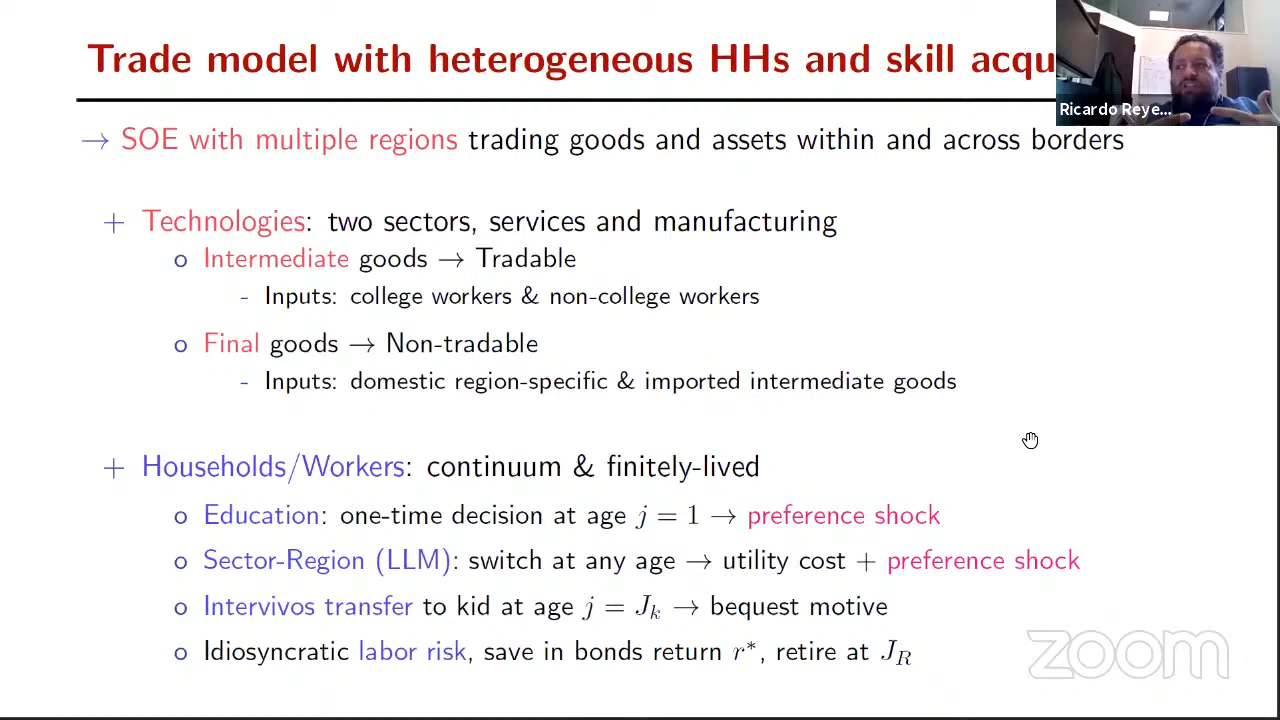 Trade model with heterogeneous HHs and skill acqu
Ricardo Reye...
→ SOE with multiple regions trading goods and assets within and across borders
+ Technologies: two sectors, services and manufacturing
o Intermediate goods → Tradable
- Inputs: college workers & non-college workers
o Final goods → Non-tradable
- Inputs: domestic region-specific & imported intermediate goods
+ Households/Workers: continuum & finitely-lived
o Education: one-time decision at age j = 1 → preference shock
o Sector-Region (LLM): switch at any age → utility cost + preference shock
o Intervivos transfer to kid at age j = J_k → bequest motive
o Idiosyncratic labor risk, save in bonds return r*, retire at J_R
zoom